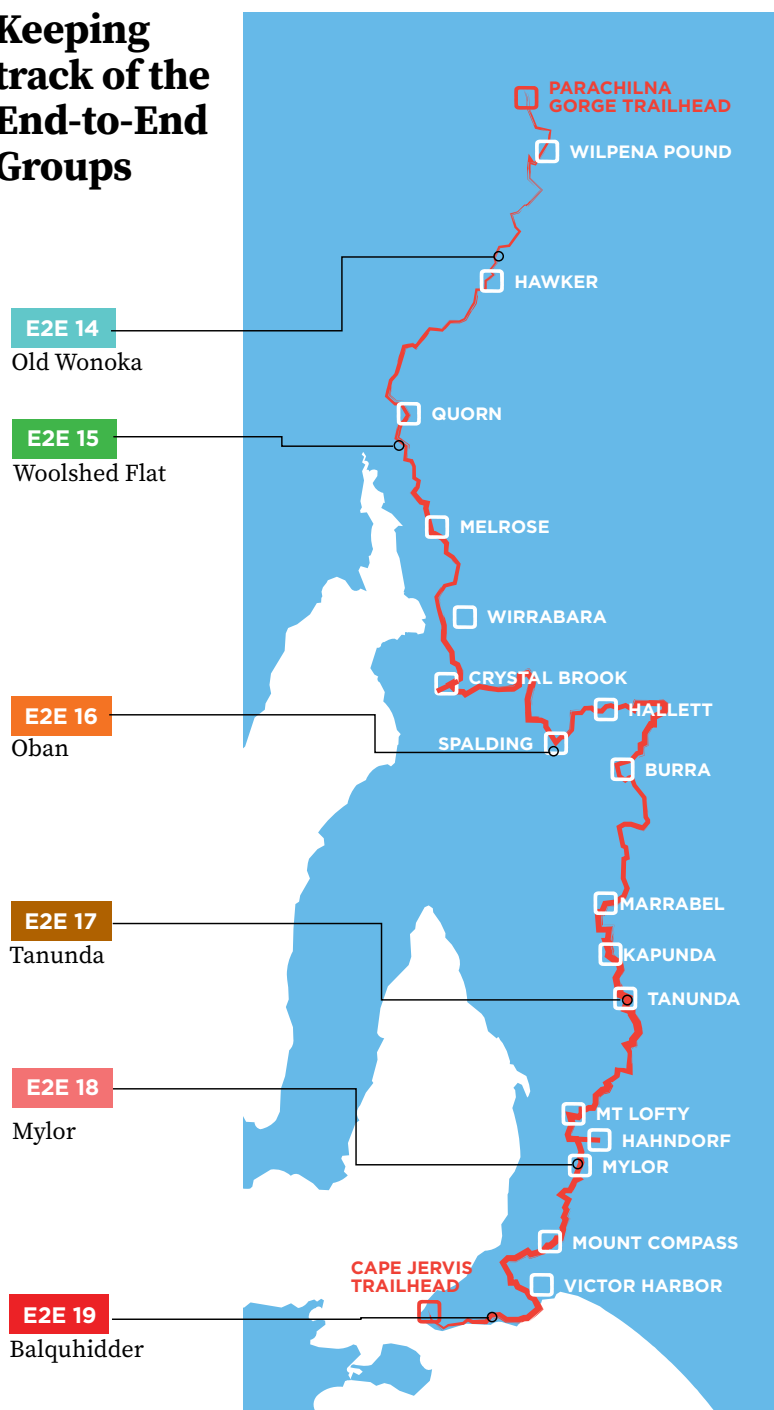 Keeping
track of the
End-to-End
Groups
PARACHILNA
GORGE TRAILHEAD
WILPENA POUND
HAWKER
E2E 14
Old Wonoka
QUORN
E2E 15
Woolshed Flat
MELROSE
WIRRABARA
CRYSTAL BROOK
HALLETT
E2E 16
Oban
SPALDING
BURRA
MARRABEL
E2E 17
Tanunda
KAPUNDA
TANUNDA
E2E 18
Mylor
MT LOFTY
HAHNDORF
MYLOR
MOUNT COMPASS
CAPE JERVIS
TRAILHEAD
VICTOR HARBOR
E2E 19
Balquhidder